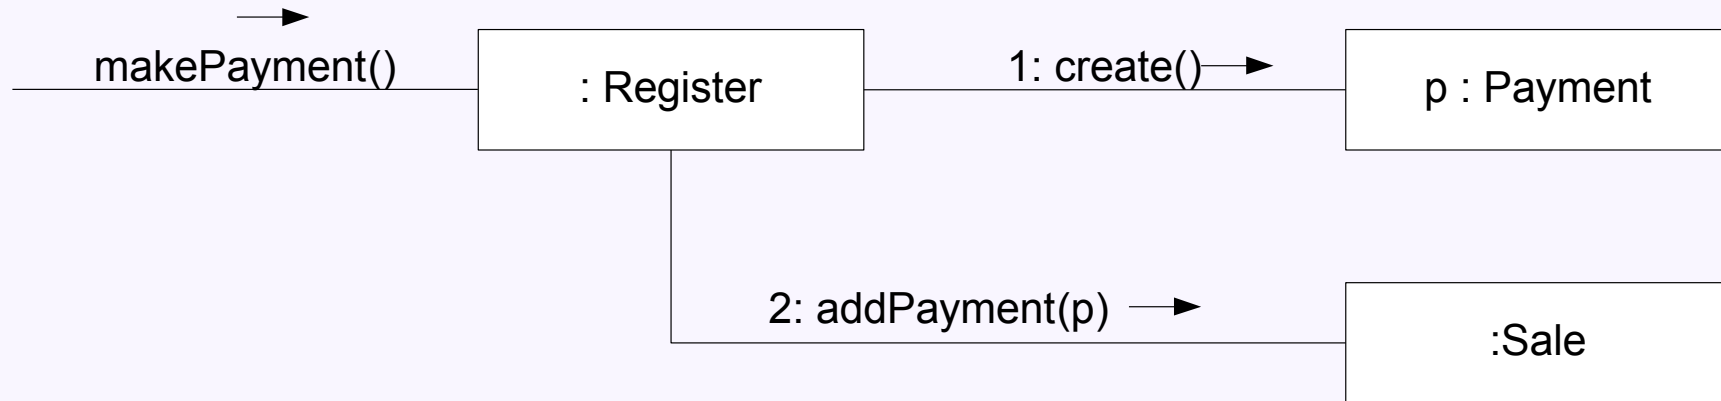 makePayment()
: Register
1: create()
p : Payment
2: addPayment(p)
:Sale